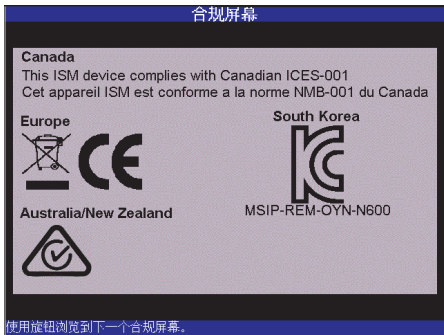 合规屏幕
Canada
This ISM device complies with Canadian ICES-001
Cet appareil ISM est conforme a la norme NMB-001 du Canada
Europe
CE
South Korea
MSIP-REM-OYN-N600
Australia/New Zealand
使用旋钮浏览到下一个合规屏幕。